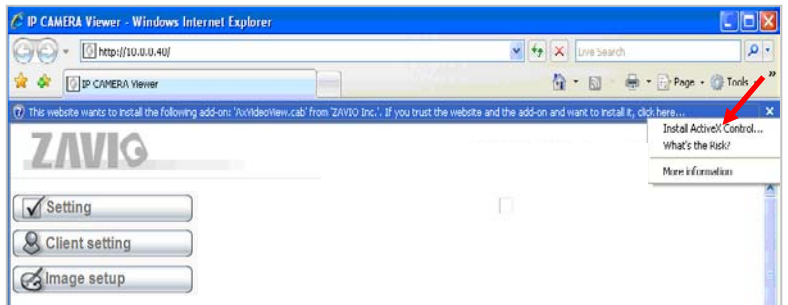 IP CAMERA Viewer - Windows Internet Explorer
http://10.0.0.40/
Live Search
IP CAMERA Viewer
Page
Tools
»
This website wants to install the following add-on: 'AxVideoView.cab' from 'ZAVIO Inc.'. If you trust the website and the add-on and want to install it, click here...
Install ActiveX Control...
What's the Risk?
More information
ZAVIO
Setting
Client setting
Image setup